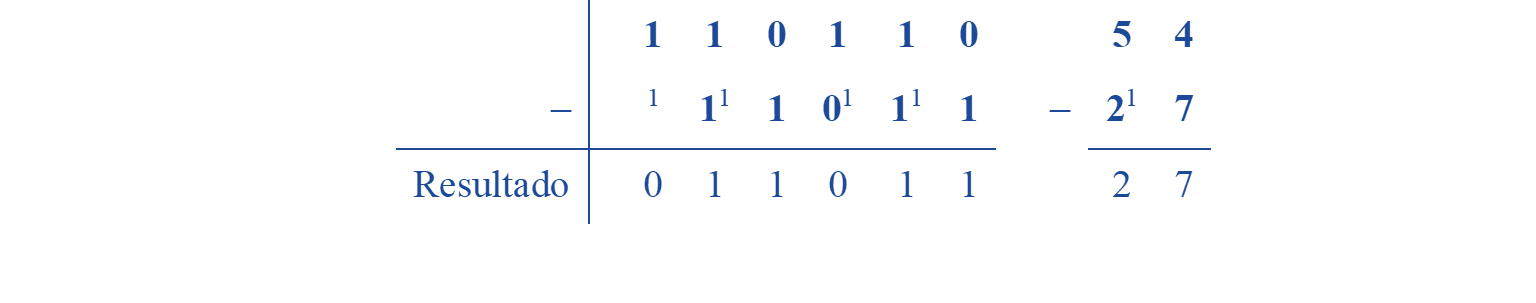 1 1 0 1 1 0 5 4
– ¹ 1¹ 1 0¹ 1¹ 1 – 2¹ 7
Resultado 0 1 1 0 1 1 2 7